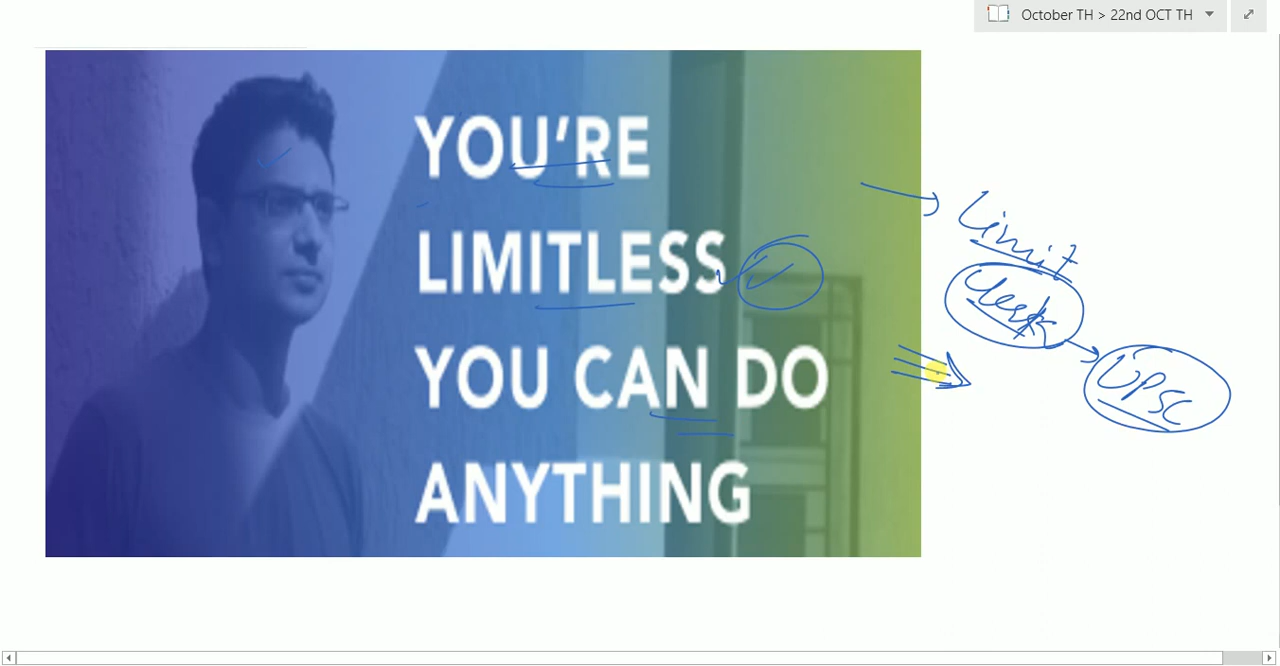 October TH > 22nd OCT TH
YOU'RE
LIMITLESS
YOU CAN DO
ANYTHING
Limit
Clerk
UPSC